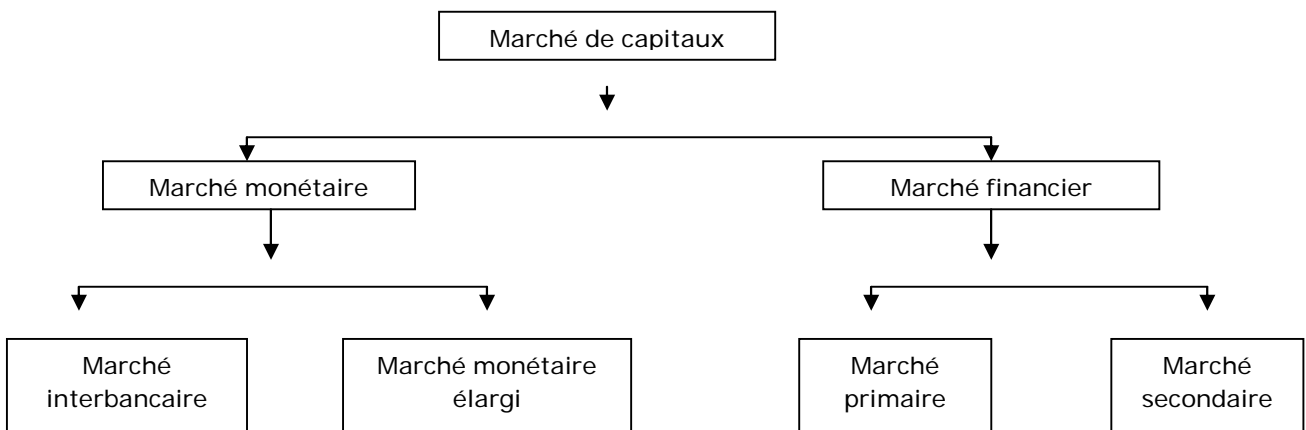 Marché de capitaux
Marché monétaire
Marché financier
Marché
interbancaire
Marché monétaire
élargi
Marché
primaire
Marché
secondaire